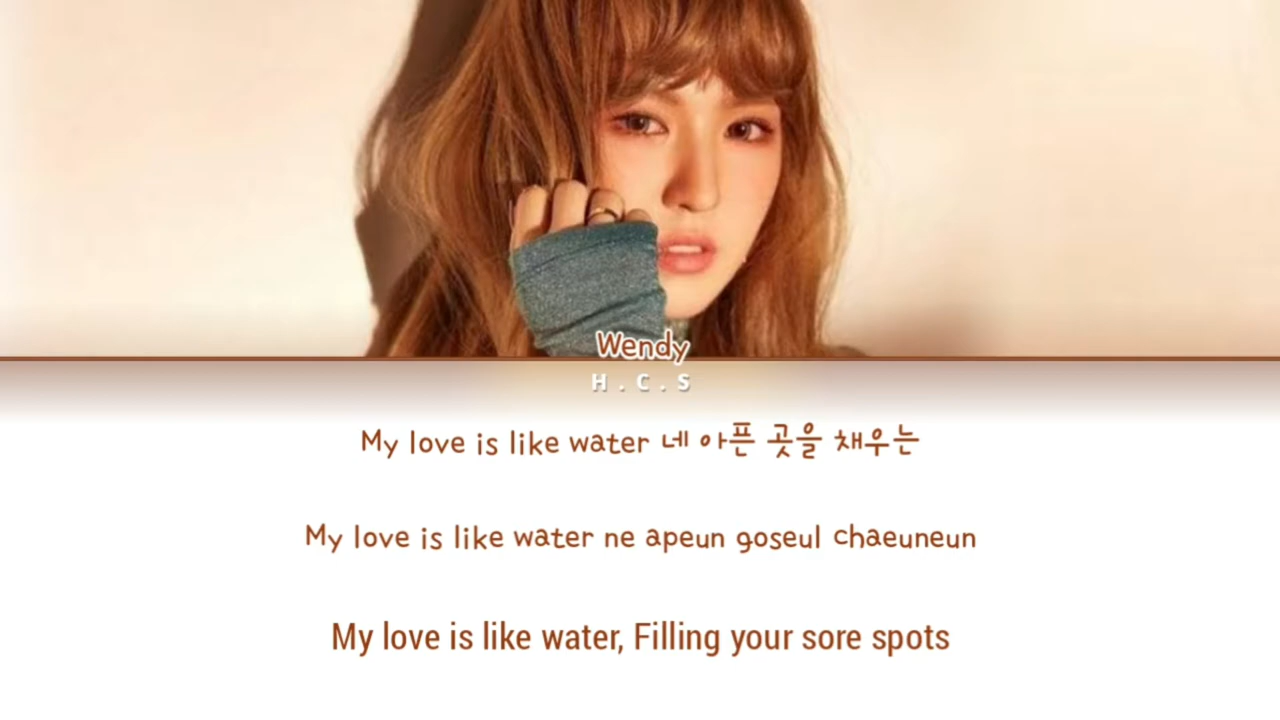 Wendy
H.C.S
My love is like water 네 아픈 곳을 채우는
My love is like water ne apeun goseul chaeuneun
My love is like water, Filling your sore spots